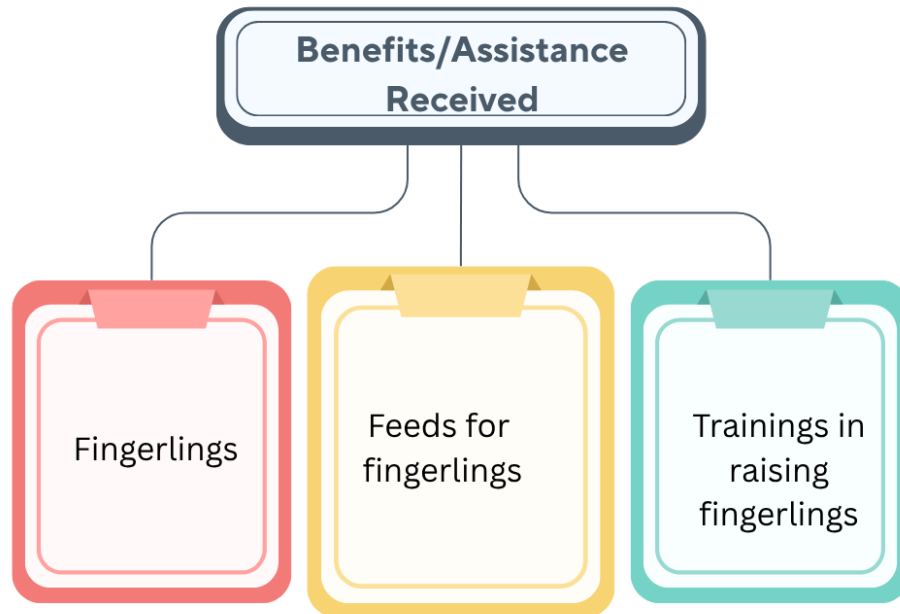 Benefits/Assistance
Received
Fingerlings
Feeds for
fingerlings
Trainings in
raising
fingerlings